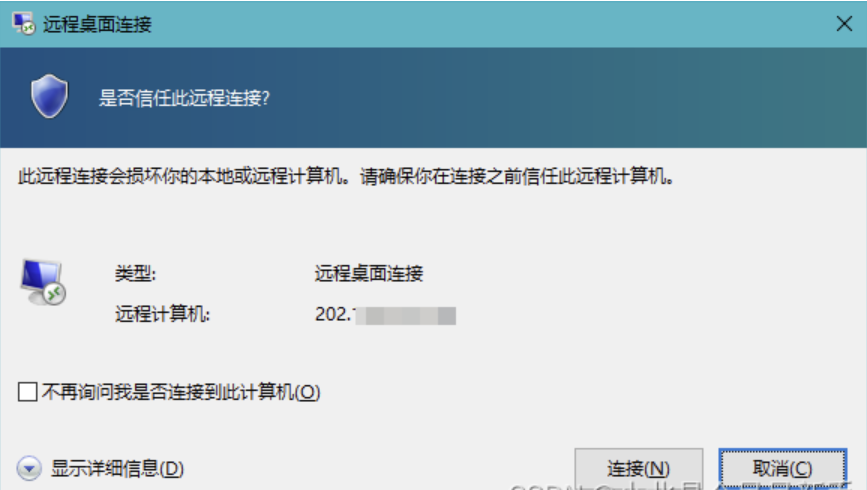 远程桌面连接
是否信任此远程连接?
此远程连接会损坏你的本地或远程计算机。请确保你在连接之前信任此远程计算机。
类型: 远程桌面连接
远程计算机: 202.
不再询问我是否连接到此计算机(O)
显示详细信息(D) 连接(N) 取消(C)